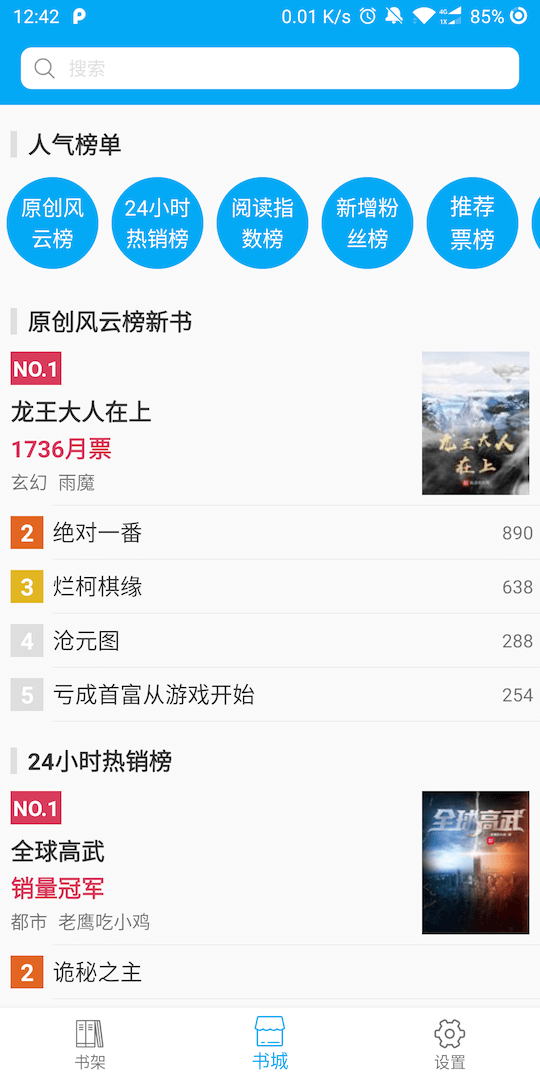 12:42
0.01 K/s
4G
1X
85%
搜索
人气榜单
原创风
云榜
24小时
热销榜
阅读指
数榜
新增粉
丝榜
推荐
票榜
原创风云榜新书
NO.1
龙王大人在上
1736月票
玄幻 雨魔
龙王大人
在上
2 绝对一番 890
3 烂柯棋缘 638
4 沧元图 288
5 亏成首富从游戏开始 254
24小时热销榜
NO.1
全球高武
销量冠军
都市 老鹰吃小鸡
全球高武
2 诡秘之主
书架
书城
设置